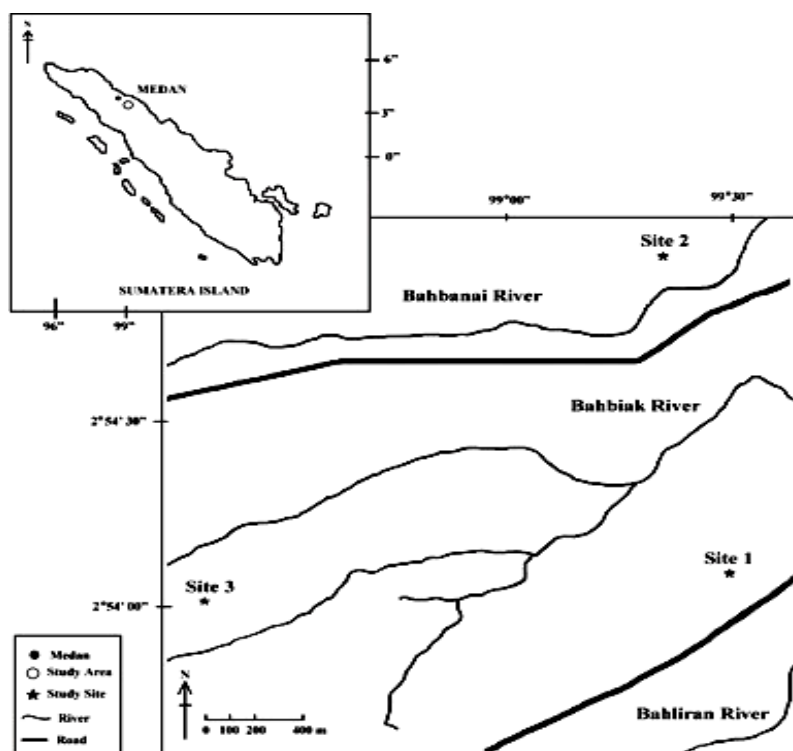 N
MEDAN
6°
3°
0°
SUMATERA ISLAND
96° 99°
99°00" 99°30"
Site 2
Bahbanai River
Bahbiak River
2°54'30"
Site 1
Site 3
2°54'00"
Medan
Study Area
Study Site
River
Road
N
0 100 200 400 m
Bahliran River